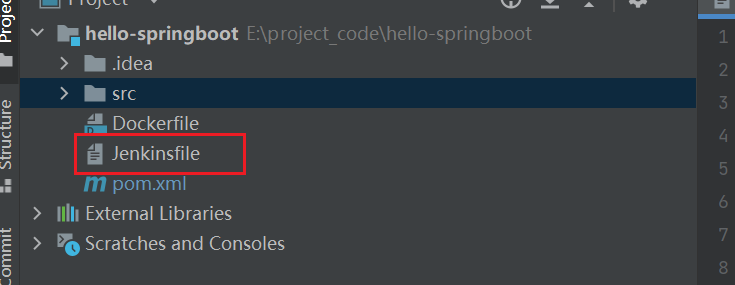 Project
hello-springboot E:\project_code\hello-springboot
.idea
src
Dockerfile
Jenkinsfile
pom.xml
External Libraries
Scratches and Consoles
Structure
Commit
1
2
3
4
5
6
7
8